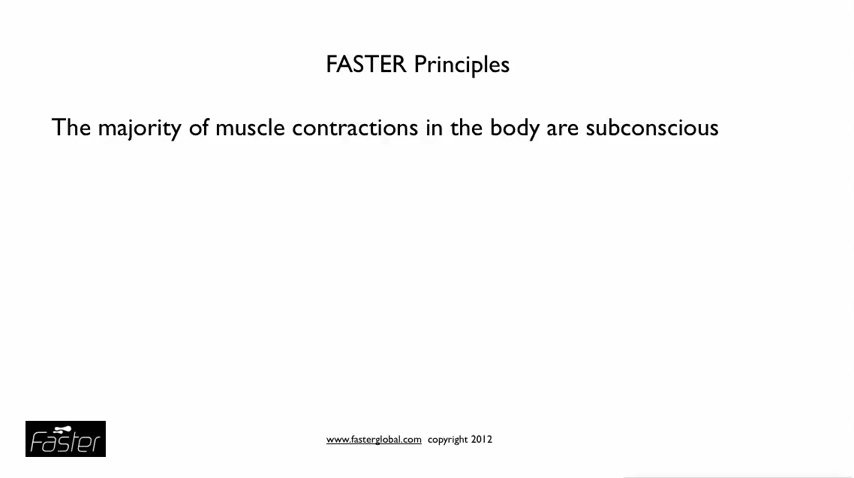 FASTER Principles
The majority of muscle contractions in the body are subconscious
Faster
www.fasterglobal.com copyright 2012